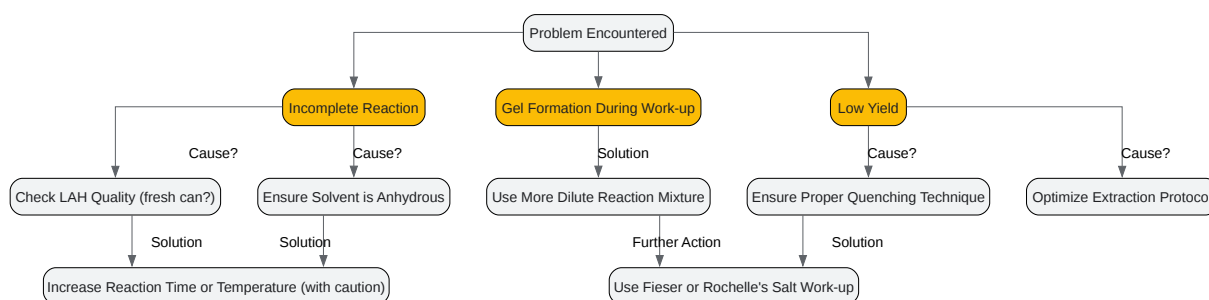 Problem Encountered
Incomplete Reaction
Gel Formation During Work-up
Low Yield
Cause?
Cause?
Solution
Cause?
Cause?
Check LAH Quality (fresh can?)
Ensure Solvent is Anhydrous
Use More Dilute Reaction Mixture
Ensure Proper Quenching Technique
Optimize Extraction Protoco
Solution
Solution
Further Action
Solution
Increase Reaction Time or Temperature (with caution)
Use Fieser or Rochelle's Salt Work-up